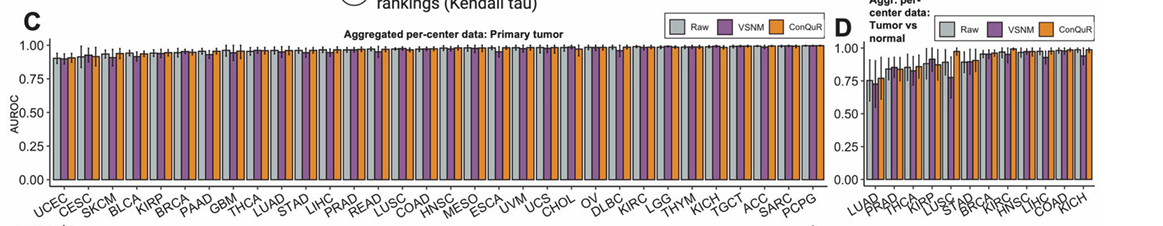 rankings (Kendall tau)
C
Raw VSNM ConQuR
Aggregated per-center data: Primary tumor
AUROC
1.00
0.75
0.50
0.25
0.00
UCEC CESC SKCM BLCA KIRP BRCA PAAD GBM THCA LUAD STAD LIHC PRAD READ LUSC COAD HNSC MESO ESCA UVM UCS CHOL OV DLBC KIRC LGG THYM KICH TGCT ACC SARC PCPG
D
Aggr. per-
center data:
Tumor vs
normal
Raw VSNM ConQuR
1.00
0.75
0.50
0.25
0.00
LUAD PRAD THCA KIRP LUSC STAD BRCA KIRC HNSC LIHC COAD KICH